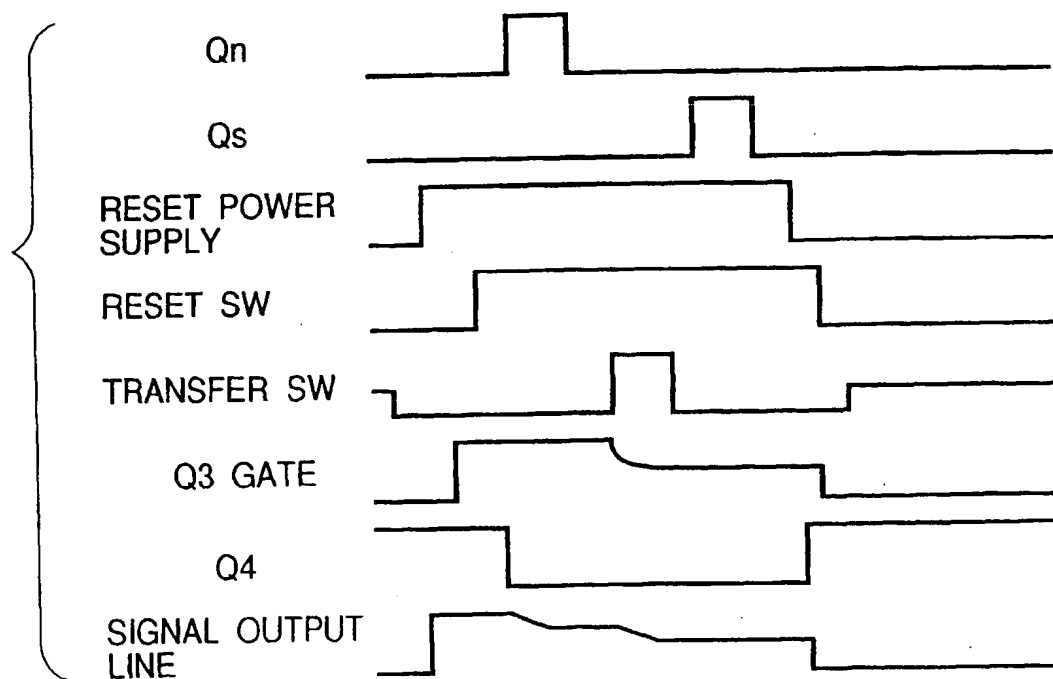 Qn
Qs
RESET POWER
SUPPLY
RESET SW
TRANSFER SW
Q3 GATE
Q4
SIGNAL OUTPUT
LINE